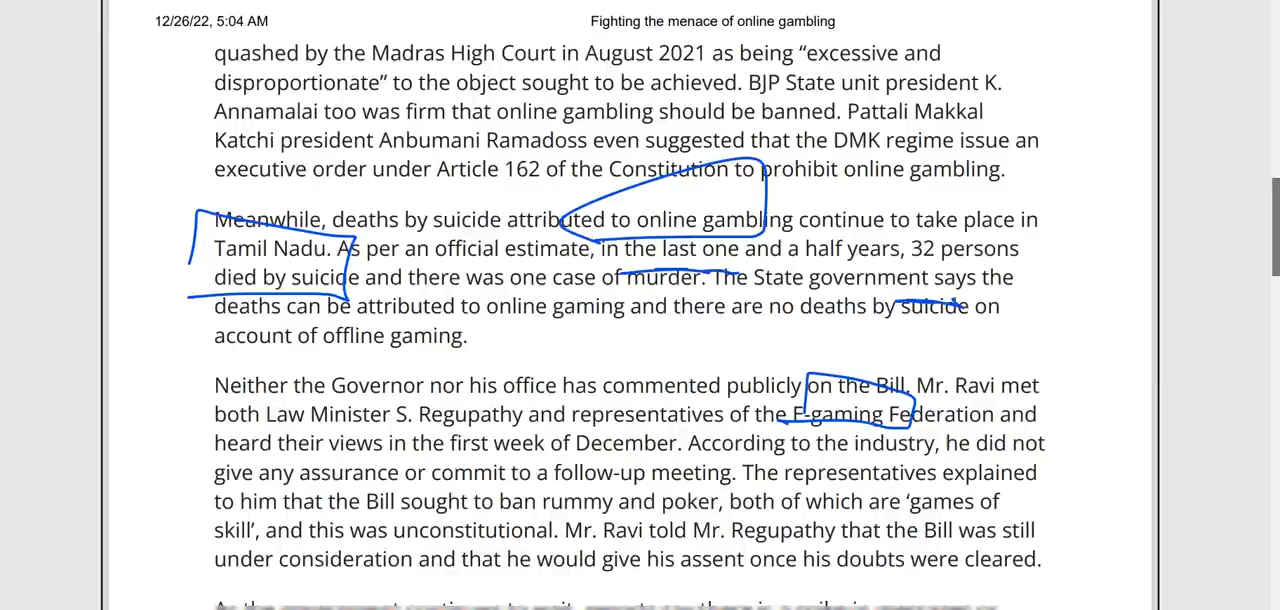 12/26/22, 5:04 AM Fighting the menace of online gambling
quashed by the Madras High Court in August 2021 as being “excessive and
disproportionate” to the object sought to be achieved. BJP State unit president K.
Annamalai too was firm that online gambling should be banned. Pattali Makkal
Katchi president Anbumani Ramadoss even suggested that the DMK regime issue an
executive order under Article 162 of the Constitution to prohibit online gambling.
Meanwhile, deaths by suicide attributed to online gambling continue to take place in
Tamil Nadu. As per an official estimate, in the last one and a half years, 32 persons
died by suicide and there was one case of murder. The State government says the
deaths can be attributed to online gaming and there are no deaths by suicide on
account of offline gaming.
Neither the Governor nor his office has commented publicly on the Bill. Mr. Ravi met
both Law Minister S. Regupathy and representatives of the E-gaming Federation and
heard their views in the first week of December. According to the industry, he did not
give any assurance or commit to a follow-up meeting. The representatives explained
to him that the Bill sought to ban rummy and poker, both of which are ‘games of
skill’, and this was unconstitutional. Mr. Ravi told Mr. Regupathy that the Bill was still
under consideration and that he would give his assent once his doubts were cleared.